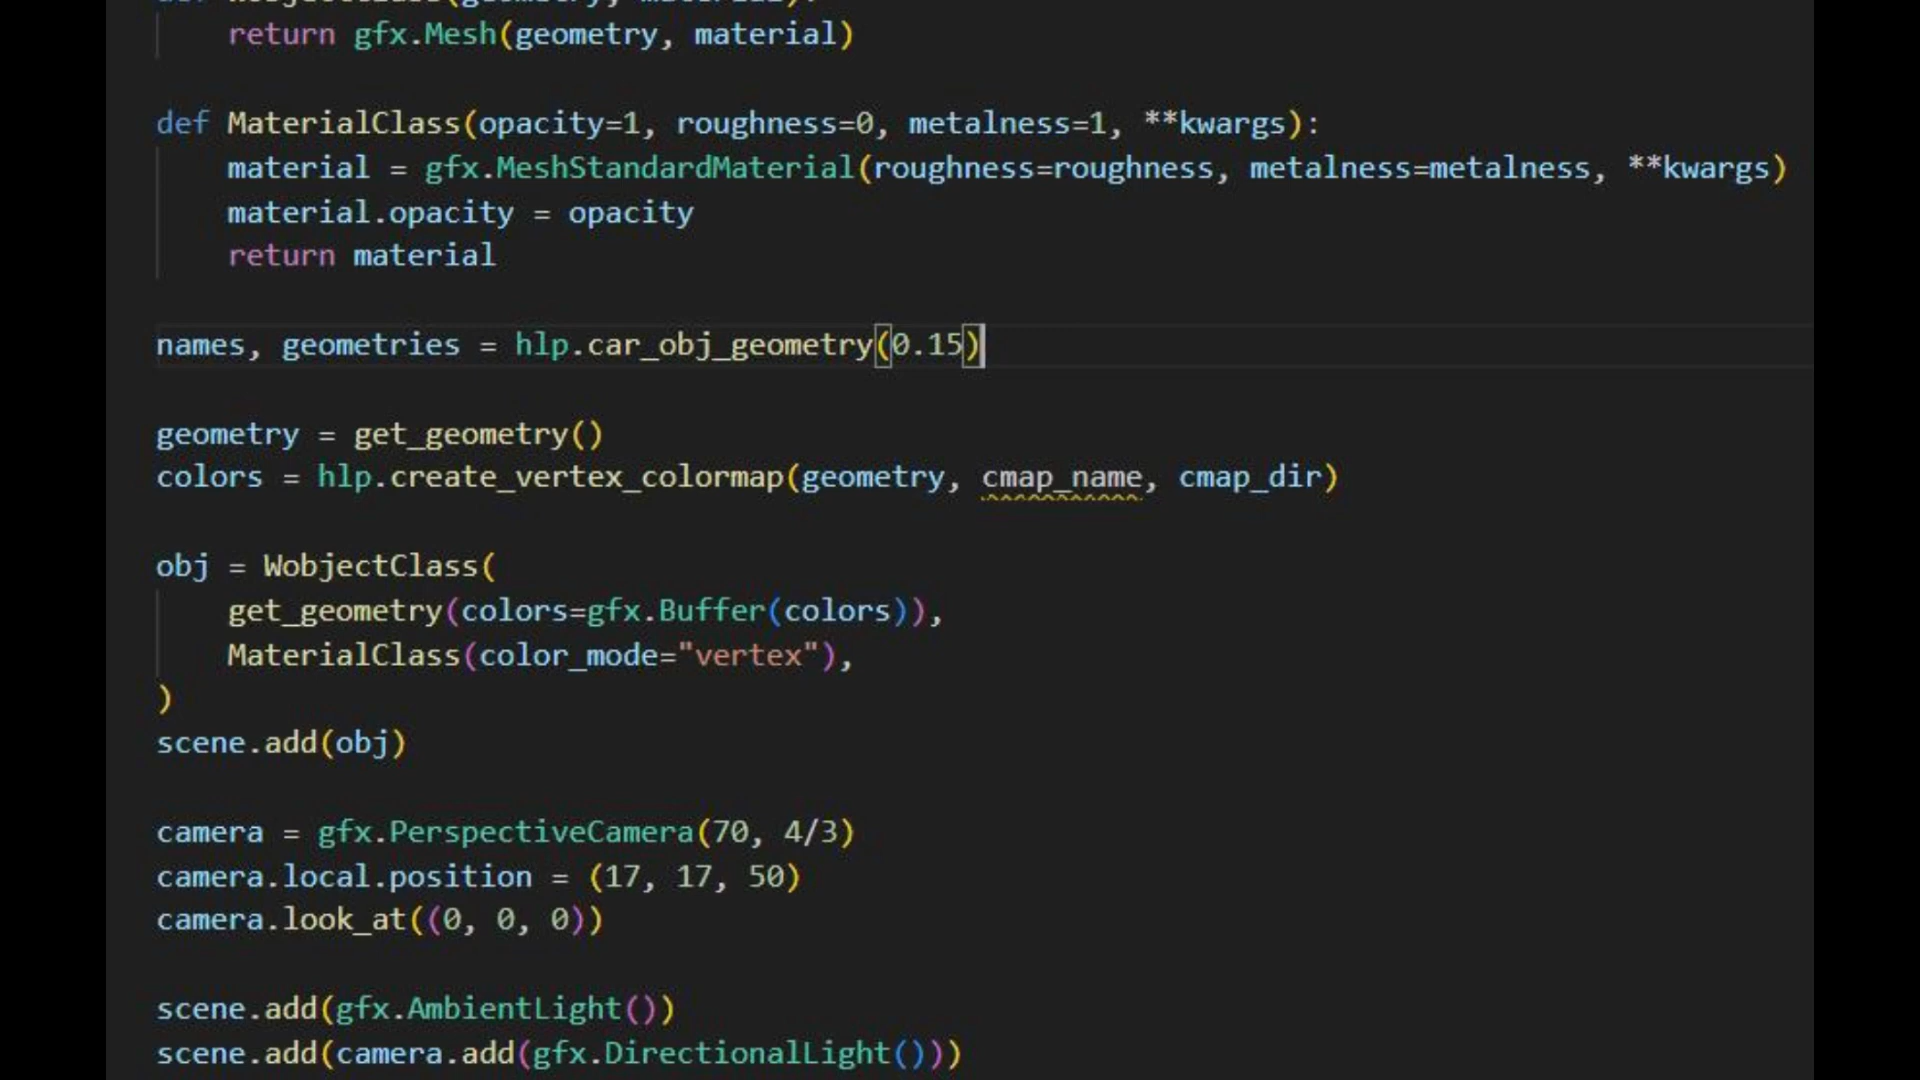 return gfx.Mesh(geometry, material)
def MaterialClass(opacity=1, roughness=0, metalness=1, **kwargs):
    material = gfx.MeshStandardMaterial(roughness=roughness, metalness=metalness, **kwargs)
    material.opacity = opacity
    return material
names, geometries = hlp.car_obj_geometry(0.15)
geometry = get_geometry()
colors = hlp.create_vertex_colormap(geometry, cmap_name, cmap_dir)
obj = WobjectClass(
    get_geometry(colors=gfx.Buffer(colors)),
    MaterialClass(color_mode="vertex"),
)
scene.add(obj)
camera = gfx.PerspectiveCamera(70, 4/3)
camera.local.position = (17, 17, 50)
camera.look_at((0, 0, 0))
scene.add(gfx.AmbientLight())
scene.add(camera.add(gfx.DirectionalLight()))